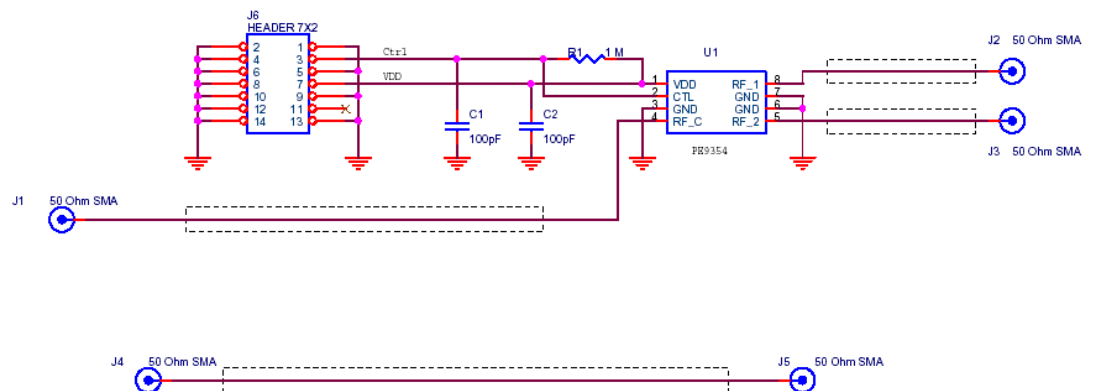 J6
HEADER 7X2
2 1
4 3
6 5
8 7
10 9
12 11
14 13
Ctrl
VDD
R1 1 M
C1
100pF
C2
100pF
U1
1 VDD RF_1 8
2 CTL GND 7
3 GND GND 6
4 RF_C RF_2 5
PE9354
J2 50 Ohm SMA
J3 50 Ohm SMA
J1 50 Ohm SMA
J4 50 Ohm SMA
J5 50 Ohm SMA